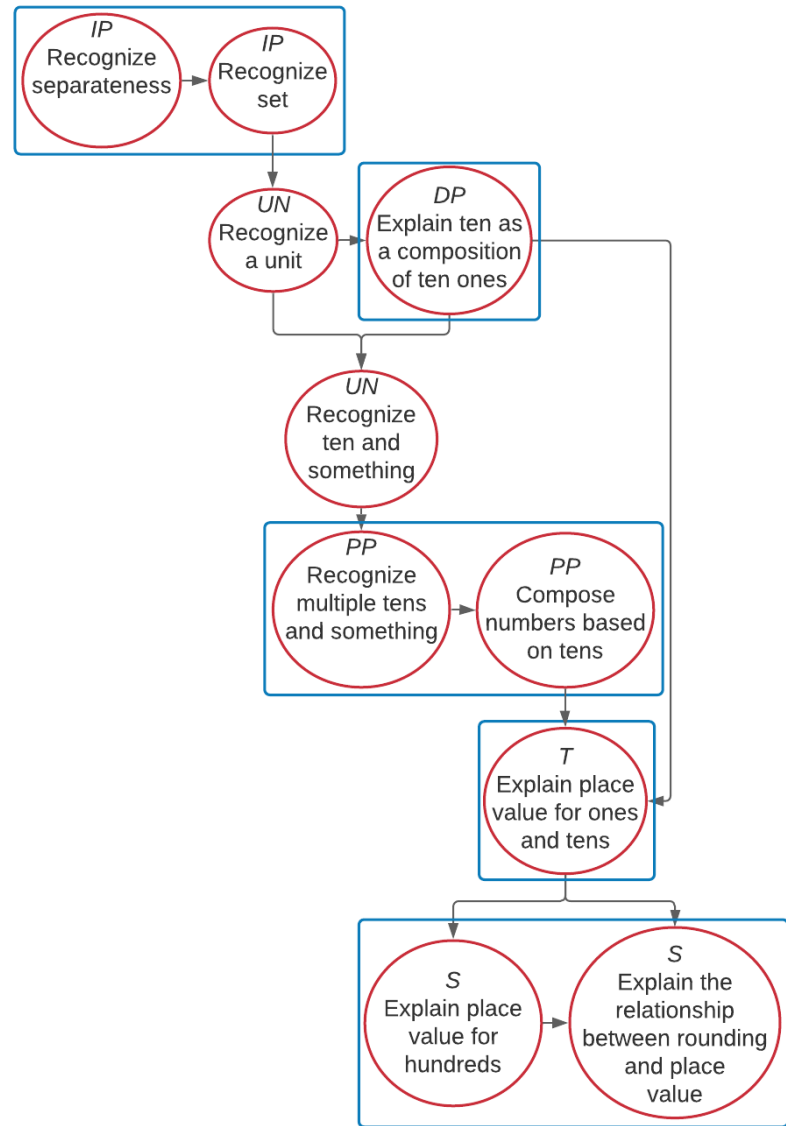 IP
Recognize
separateness
IP
Recognize
set
UN
Recognize
a unit
DP
Explain ten as
a composition
of ten ones
UN
Recognize
ten and
something
PP
Recognize
multiple tens
and something
PP
Compose
numbers based
on tens
T
Explain place
value for ones
and tens
S
Explain place
value for
hundreds
S
Explain the
relationship
between rounding
and place
value